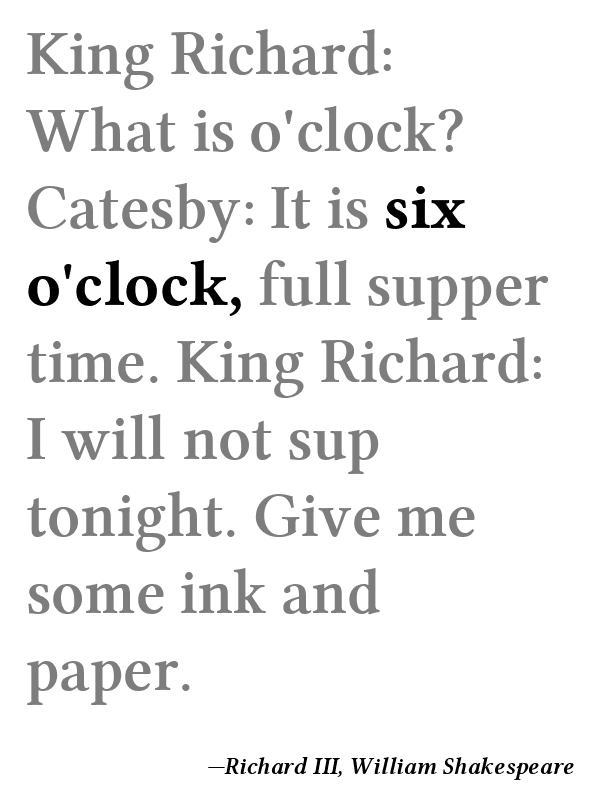 King Richard:
What is o'clock?
Catesby: It is six
o'clock, full supper
time. King Richard:
I will not sup
tonight. Give me
some ink and
paper.
—Richard III, William Shakespeare